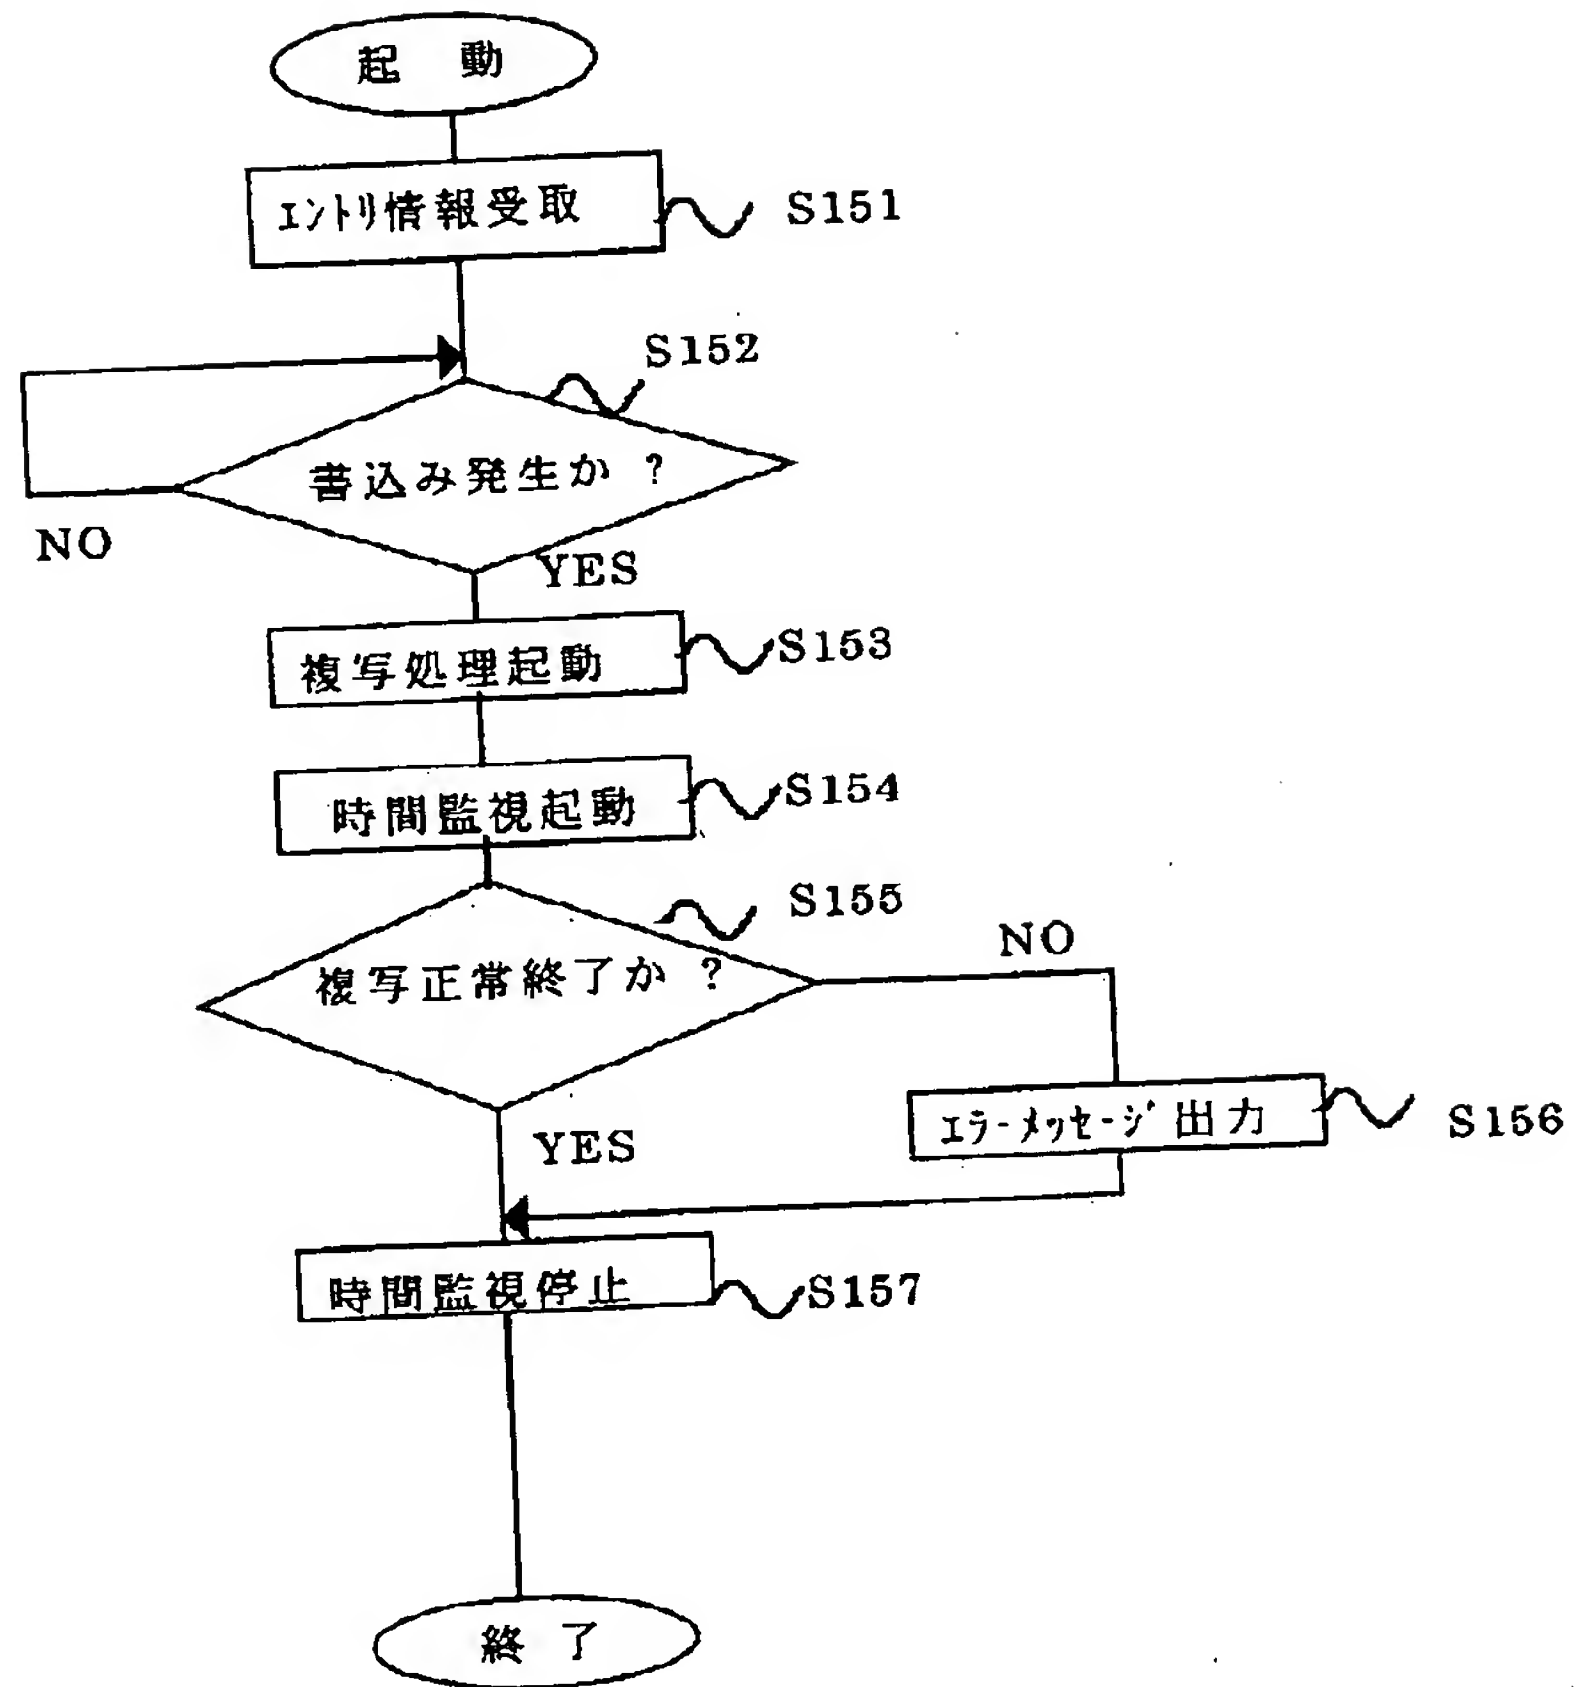 起 動
エントリ情報受取
S151
S152
書込み発生か ?
NO
YES
複写処理起動
S153
時間監視起動
S154
S155
NO
複写正常終了か ?
エラーメッセージ出力
S156
YES
時間監視停止
S157
終 了